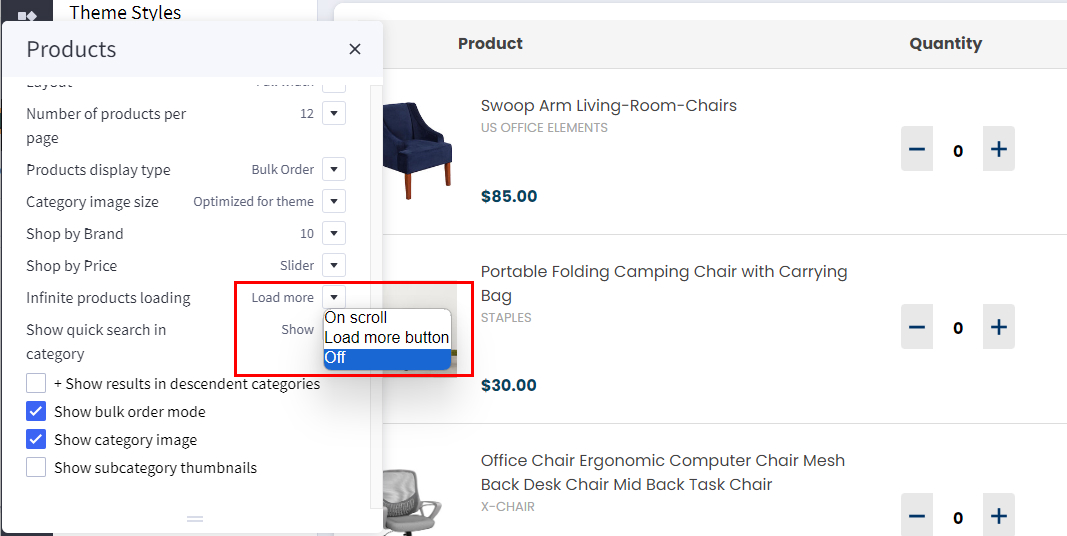 Theme Styles
Products
Number of products per
page
12
Products display type
Bulk Order
Category image size
Optimized for theme
Shop by Brand
10
Shop by Price
Slider
Infinite products loading
Load more
On scroll
Load more button
Off
Show quick search in
category
Show
+ Show results in descendent categories
Show bulk order mode
Show category image
Show subcategory thumbnails
Product
Quantity
Swoop Arm Living-Room-Chairs
US OFFICE ELEMENTS
$85.00
0
Portable Folding Camping Chair with Carrying
Bag
STAPLES
$30.00
0
Office Chair Ergonomic Computer Chair Mesh
Back Desk Chair Mid Back Task Chair
X-CHAIR
0